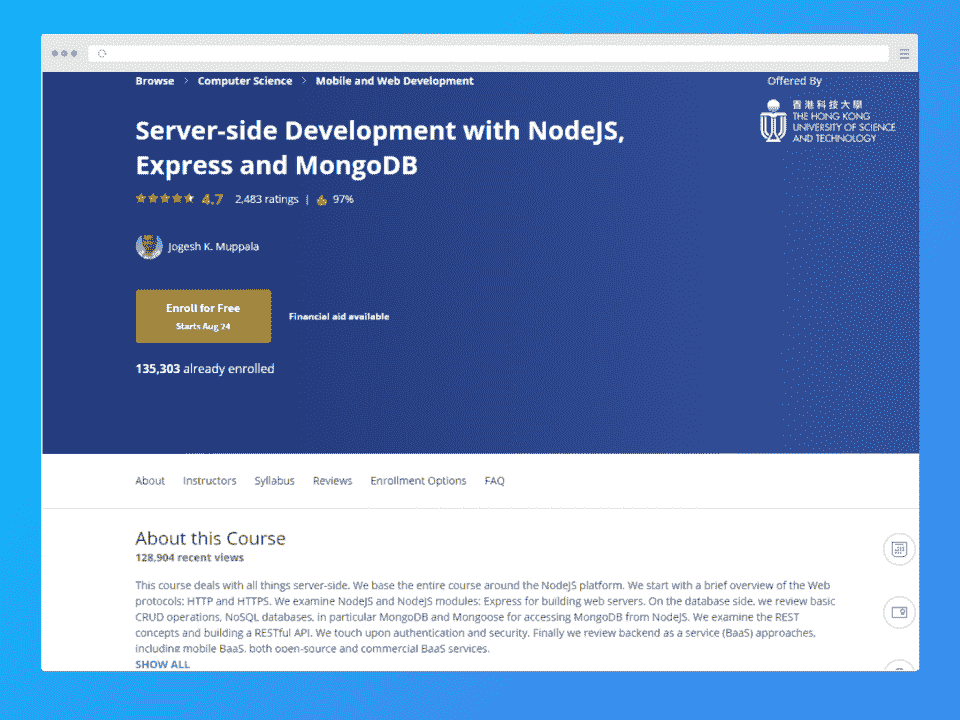 Browse > Computer Science > Mobile and Web Development
Offered By
香港科技大學
THE HONG KONG
UNIVERSITY OF SCIENCE
AND TECHNOLOGY
Server-side Development with NodeJS,
Express and MongoDB
4.7 2,483 ratings | 97%
Jogesh K. Muppala
Enroll for Free
Starts Aug 24
Financial aid available
135,303 already enrolled
About Instructors Syllabus Reviews Enrollment Options FAQ
About this Course
128,904 recent views
This course deals with all things server-side. We base the entire course around the NodeJS platform. We start with a brief overview of the Web
protocols: HTTP and HTTPS. We examine NodeJS and NodeJS modules: Express for building web servers. On the database side, we review basic
CRUD operations, NoSQL databases, in particular MongoDB and Mongoose for accessing MongoDB from NodeJS. We examine the REST
concepts and building a RESTful API. We touch upon authentication and security. Finally we review backend as a service (BaaS) approaches,
including mobile BaaS, both open-source and commercial BaaS services.
SHOW ALL